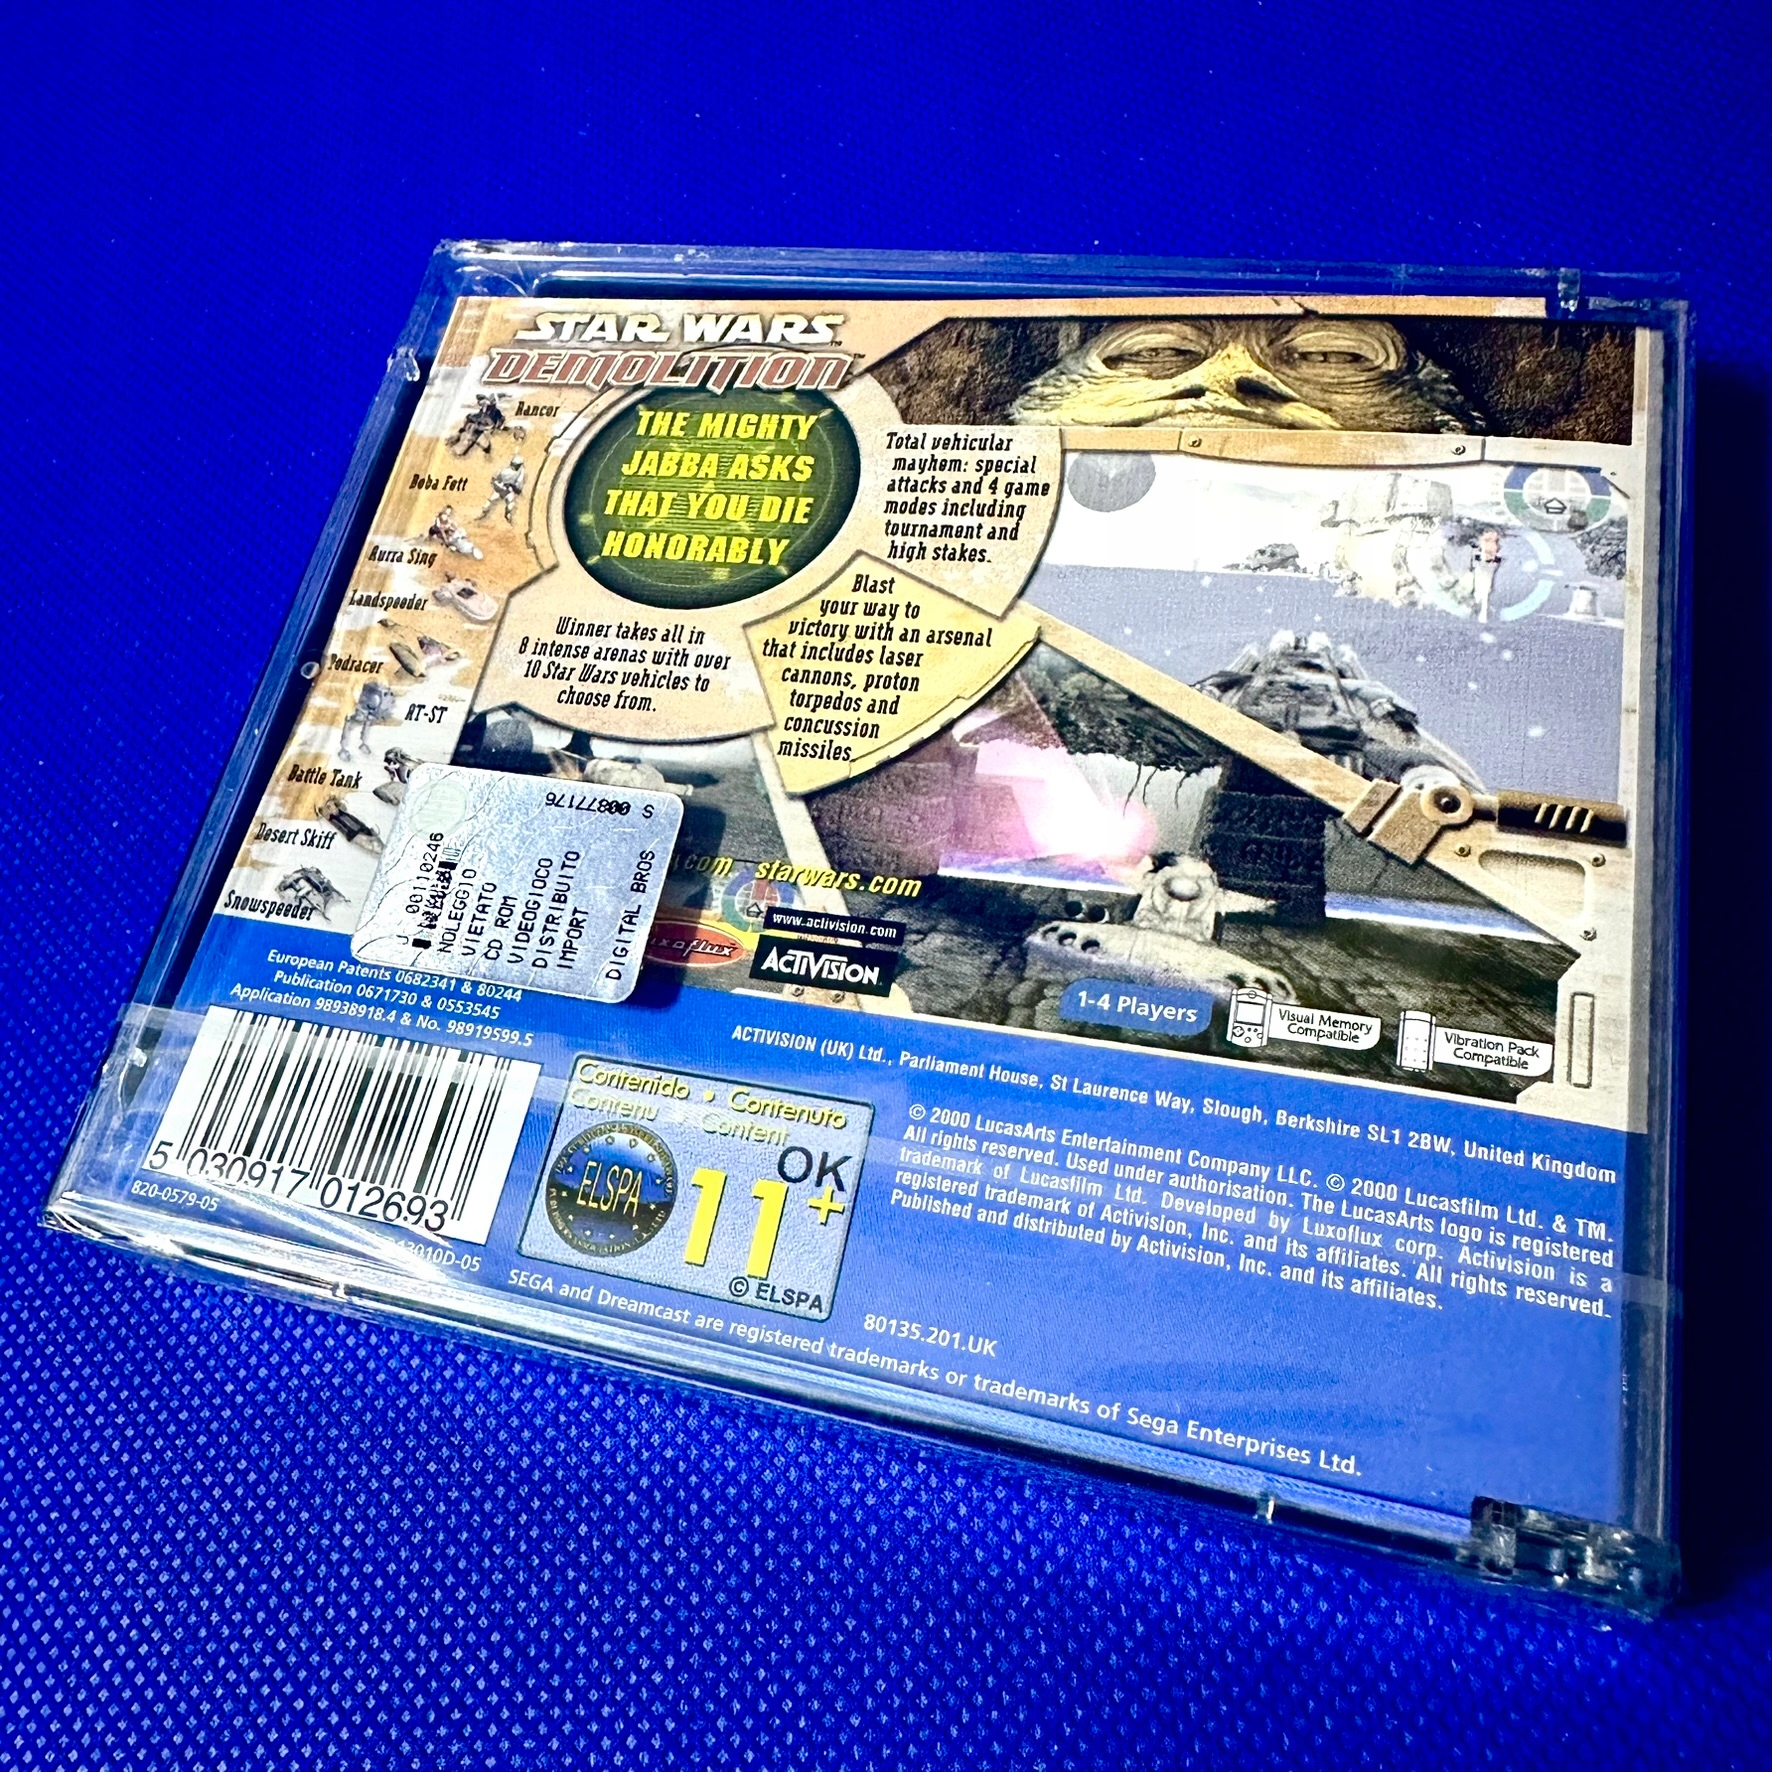 STAR WARS
DEMOLITION
THE MIGHTY
JABBA ASKS
THAT YOU DIE
HONORABLY
Rancor
Boba Fett
Aurra Sing
Landspeeder
Podracer
AT-ST
Battle Tank
Desert Skiff
Snowspeeder
Total vehicular
mayhem: special
attacks and 4 game
modes including
tournament and
high stakes.
Blast
your way to
victory with an arsenal
that includes laser
cannons, proton
torpedos and
concussion
missiles.
Winner takes all in
8 intense arenas with over
10 Star Wars vehicles to
choose from.
S 00877176
J 00110246
NOLEGGIO
VIETATO
CD ROM
VIDEOGIOCO
DISTRIBUITO
IMPORT
DIGITAL BROS
.com starwars.com
www.activision.com
ACTIVISION
1-4 Players
Visual Memory
Compatible
Vibration Pack
Compatible
European Patents 0682341 & 80244
Publication 0671730 & 0553545
Application 98938918.4 & No. 98919599.5
5 030917 012693
820-0579-05
Contenido • Contenuto
Contenu • Content
ELSPA
OK
11+
© ELSPA
ACTIVISION (UK) Ltd., Parliament House, St Laurence Way, Slough, Berkshire SL1 2BW, United Kingdom
© 2000 LucasArts Entertainment Company LLC. © 2000 Lucasfilm Ltd. & TM.
All rights reserved. Used under authorisation. The LucasArts logo is registered
trademark of Lucasfilm Ltd. Developed by Luxoflux corp. Activision is a
registered trademark of Activision, Inc. and its affiliates. All rights reserved.
Published and distributed by Activision, Inc. and its affiliates.
80135.201.UK
SEGA and Dreamcast are registered trademarks or trademarks of Sega Enterprises Ltd.